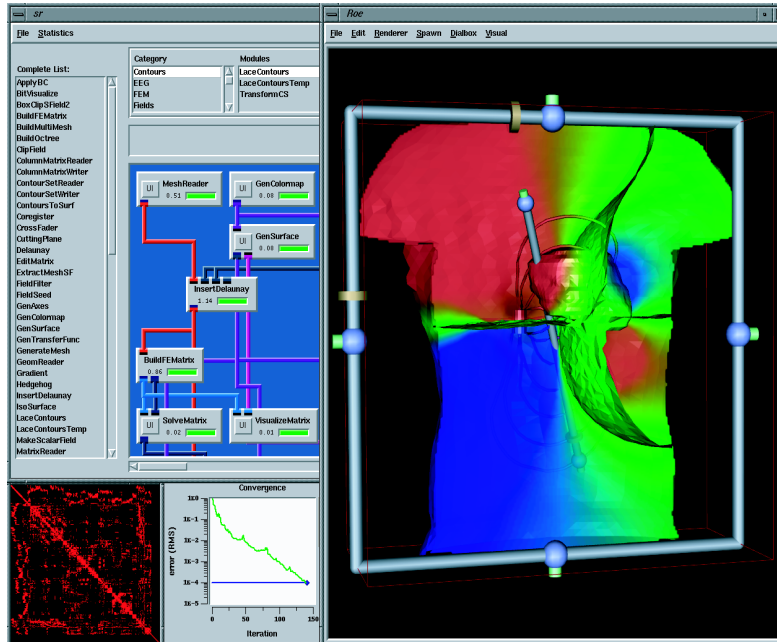 sr
File Statistics
Complete List:
ApplyBC
BitVisualize
BoxClipSField2
BuildFEMatrix
BuildMultiMesh
BuildOctree
ClipField
ColumnMatrixReader
ColumnMatrixWriter
ContourSetReader
ContourSetWriter
ContoursToSurf
Coregister
CrossFader
CuttingPlane
Delaunay
EditMatrix
ExtractMeshSF
FieldFilter
FieldSeed
GenAxes
GenColormap
GenSurface
GenTransferFunc
GenerateMesh
GeomReader
Gradient
Hedgehog
InsertDelaunay
IsoSurface
LaceContours
LaceContoursTemp
MakeScalarField
MatrixReader
Category
Contours
EEG
FEM
Fields
Modules
LaceContours
LaceContoursTemp
TransformCS
UI MeshReader
0.51
UI GenColormap
0.08
UI GenSurface
0.08
InsertDelaunay
1.14
BuildFEMatrix
0.86
UI SolveMatrix
0.02
UI VisualizeMatrix
0.01
Convergence
error (RMS)
1E0
1E-1
1E-2
1E-3
1E-4
1E-5
0 50 100 150
Iteration
Roe
File Edit Renderer Spawn Dialbox Visual